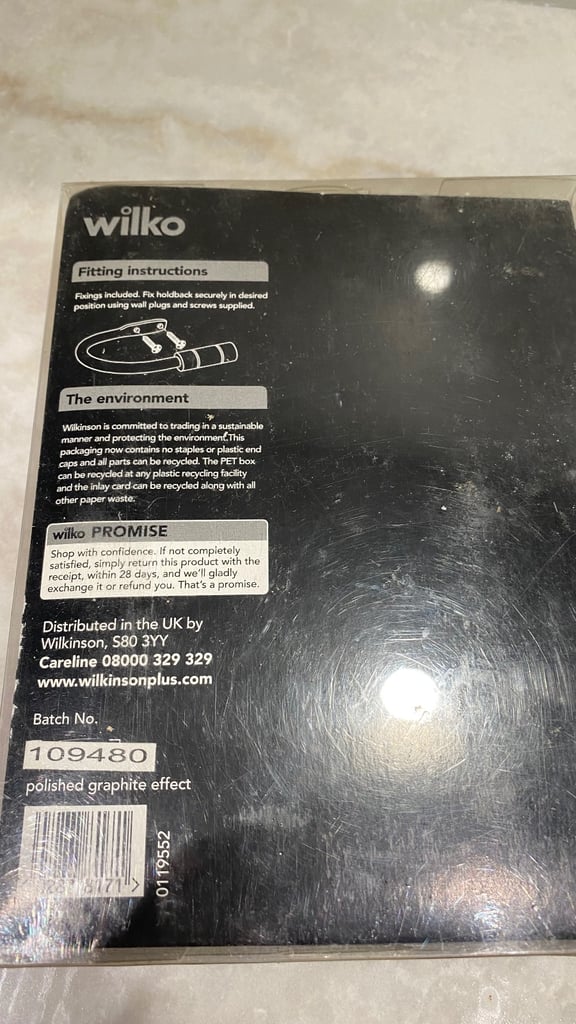 wilko
Fitting instructions
Fixings included. Fix holdback securely in desired
position using wall plugs and screws supplied.
The environment
Wilkinson is committed to trading in a sustainable
manner and protecting the environment.This
packaging now contains no staples or plastic end
caps and all parts can be recycled. The PET box
can be recycled at any plastic recycling facility
and the inlay card can be recycled along with all
other paper waste.
wilko PROMISE
Shop with confidence. If not completely
satisfied, simply return this product with the
receipt, within 28 days, and we'll gladly
exchange it or refund you. That's a promise.
Distributed in the UK by
Wilkinson, S80 3YY
Careline 08000 329 329
www.wilkinsonplus.com
Batch No.
109480
polished graphite effect
0119552